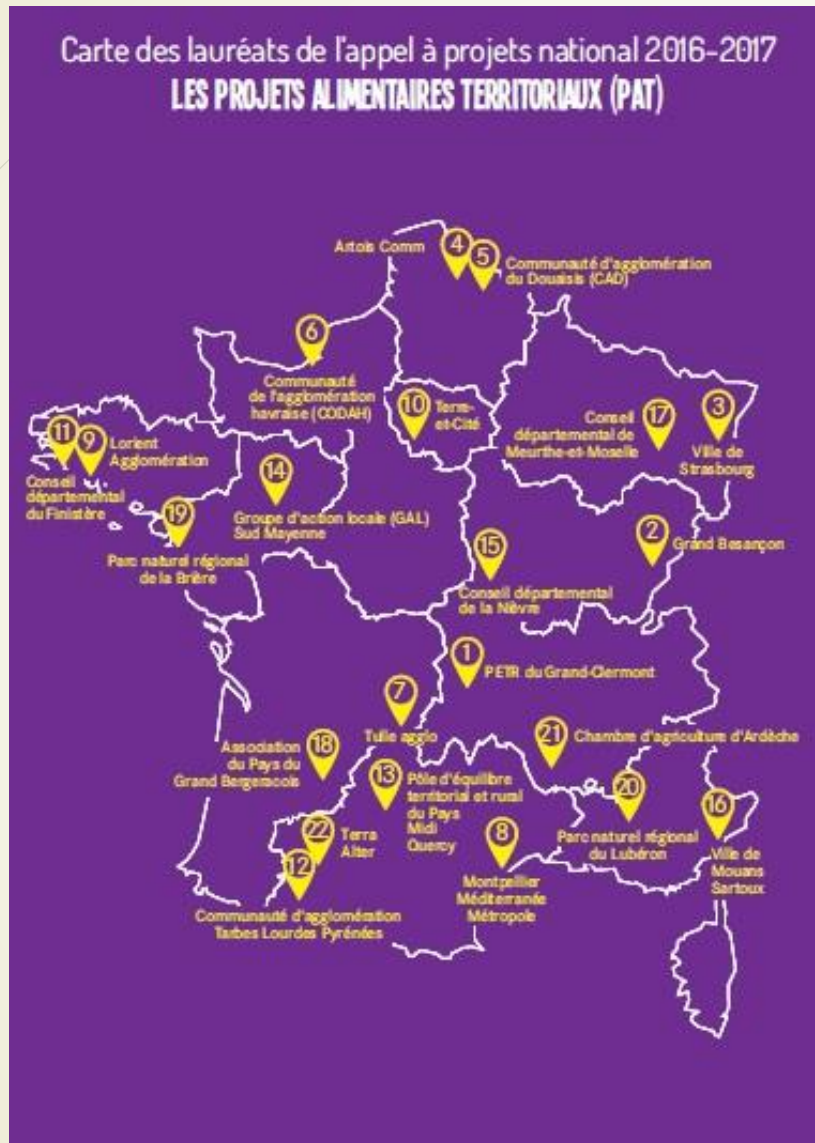 Carte des lauréats de l'appel à projets national 2016-2017
LES PROJETS ALIMENTAIRES TERRITORIAUX (PAT)
Artois Comm
4
5
Communauté d'agglomération
du Douaisis (CAD)
6
Communauté
de l'agglomération
havraise (CODAH)
10
Terre-
et-Cité
Conseil
départemental de
Meurthe-et-Moselle
17
3
Ville de
Strasbourg
11
9
Lorient
Agglomération
Conseil
départemental
du Finistère
14
Groupe d'action locale (GAL)
Sud Mayenne
19
Parc naturel régional
de la Brière
15
Conseil départemental
de la Nièvre
2
Grand Besançon
1
PETR du Grand-Clermont
7
Tulle agglo
Association
du Pays du
Grand Bergeracois
18
21
Chambre d'agriculture d'Ardèche
13
Pôle d'équilibre
territorial et rural
du Pays
Midi
Quercy
20
Parc naturel régional
du Lubéron
16
Ville de
Mouans
Sartoux
22
Terra
Alter
8
Montpellier
Méditerranée
Métropole
12
Communauté d'agglomération
Tarbes Lourdes Pyrénées